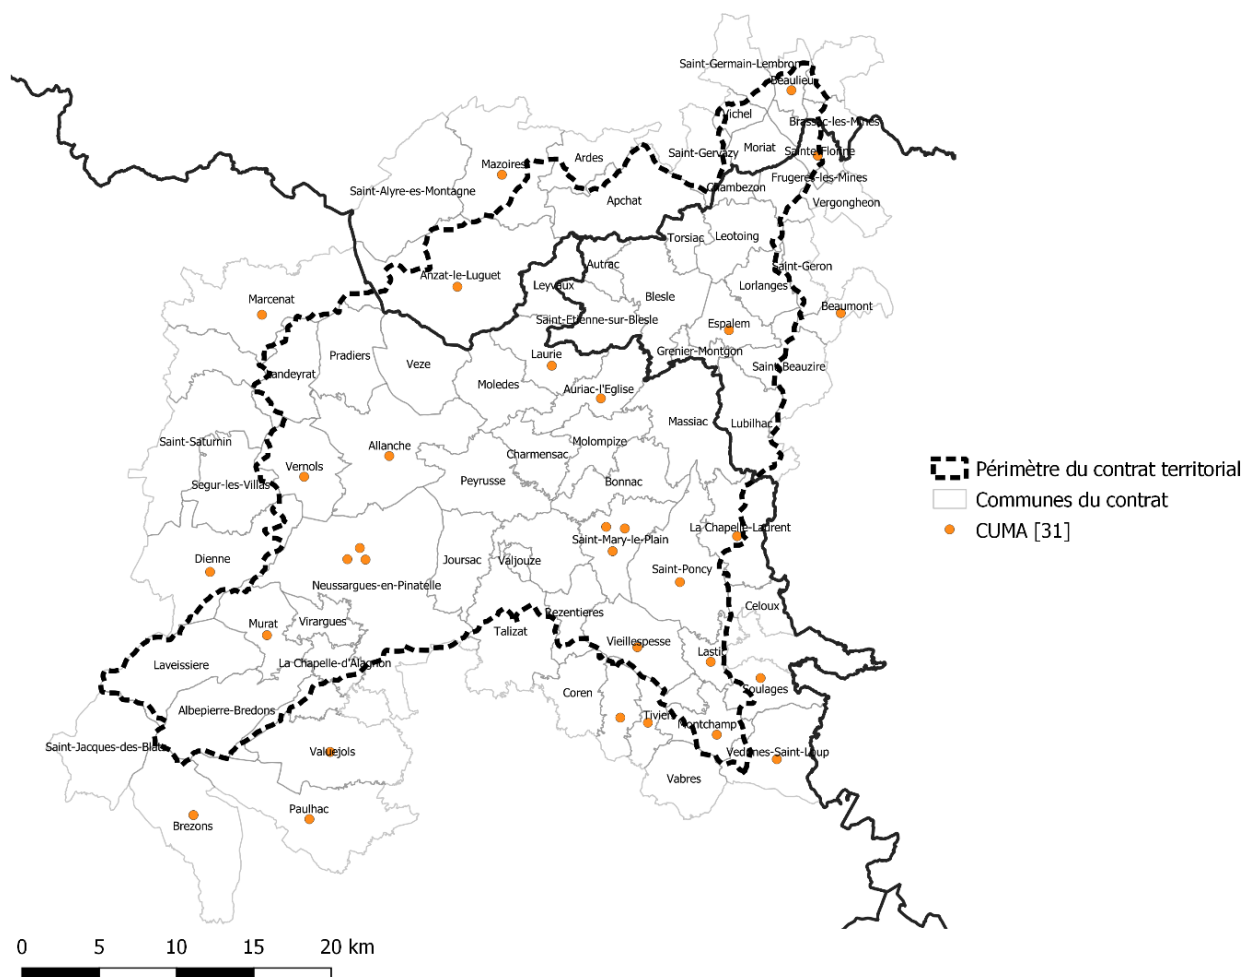 Saint-Germain-Lembron
Beaulieu
Vichel
Brassac-les-Mines
Saint-Gervazy
Moriat
Sainte-Florine
Ardes
Mazoires
Saint-Alyre-es-Montagne
Chambezon
Frugeres-les-Mines
Apchat
Vergongheon
Torsiac
Leotoing
Autrac
Saint-Geron
Anzat-le-Luguet
Leyvaux
Lorlanges
Blesle
Marcenat
Beaumont
Saint-Etienne-sur-Blesle
Espalem
Pradiers
Laurie
Grenier-Montgon
Veze
Saint-Beauzire
Landeyrat
Moledes
Auriac-l'Eglise
Massiac
Lubilhac
Saint-Saturnin
Allanche
Molompize
Charmensac
Vernols
Segur-les-Villas
Peyrusse
Bonnac
La Chapelle-Laurent
Saint-Mary-le-Plain
Dienne
Joursac
Valjouze
Saint-Poncy
Neussargues-en-Pinatelle
Celoux
Rezentieres
Murat
Virargues
Talizat
Vieillespesse
Laveissiere
La Chapelle-d'Alagnon
Lasti
Coren
Soulages
Albepierre-Bredons
Tivier
Montchamp
Saint-Jacques-des-Blats
Valuejols
Vedrines-Saint-Loup
Vabres
Paulhac
Brezons
Périmètre du contrat territorial
Communes du contrat
CUMA [31]
0 5 10 15 20 km